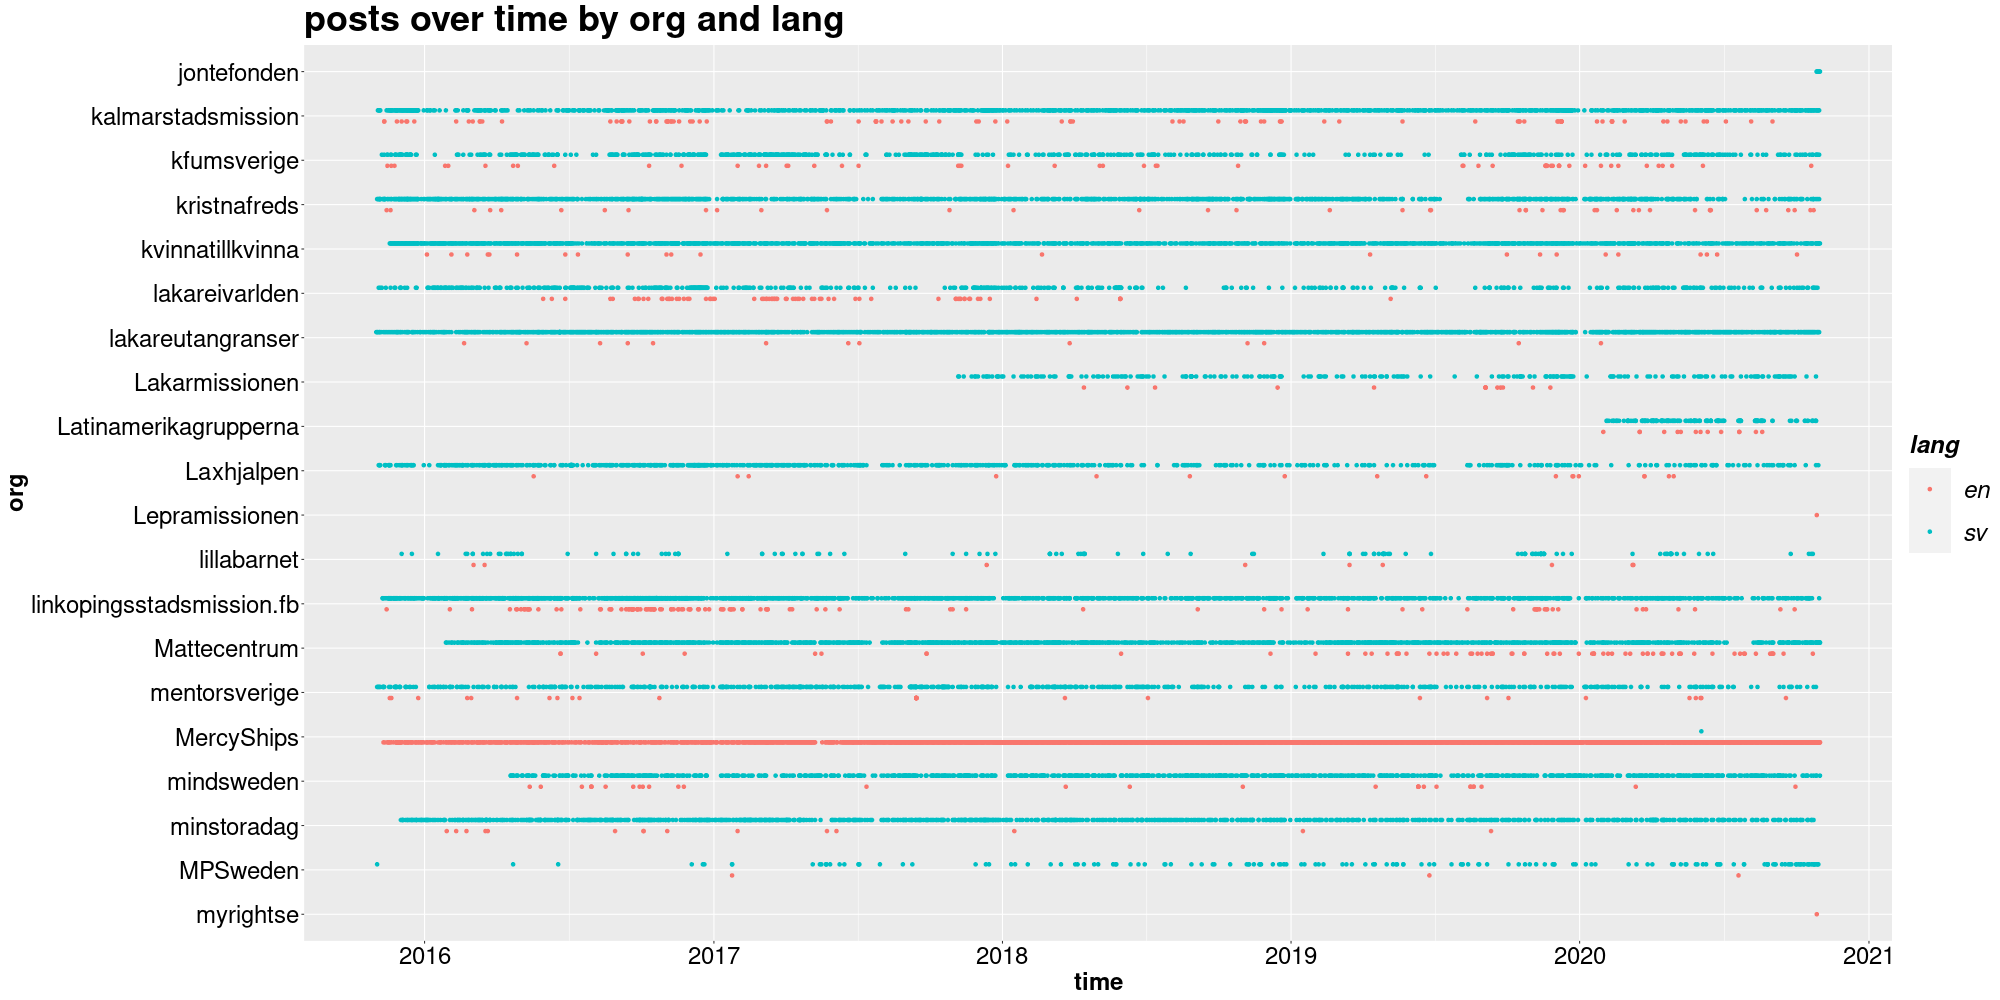 posts over time by org and lang
jontefonden
kalmarstadsmission
kfumsverige
kristnafreds
kvinnatillkvinna
lakareivarlden
lakareutangranser
Lakarmissionen
Latinamerikagrupperna
Laxhjalpen
Lepramissionen
lillabarnet
linkopingsstadsmission.fb
Mattecentrum
mentorsverige
MercyShips
mindsweden
minstoradag
MPSweden
myrightse
org
2016 2017 2018 2019 2020 2021
time
lang
en
sv